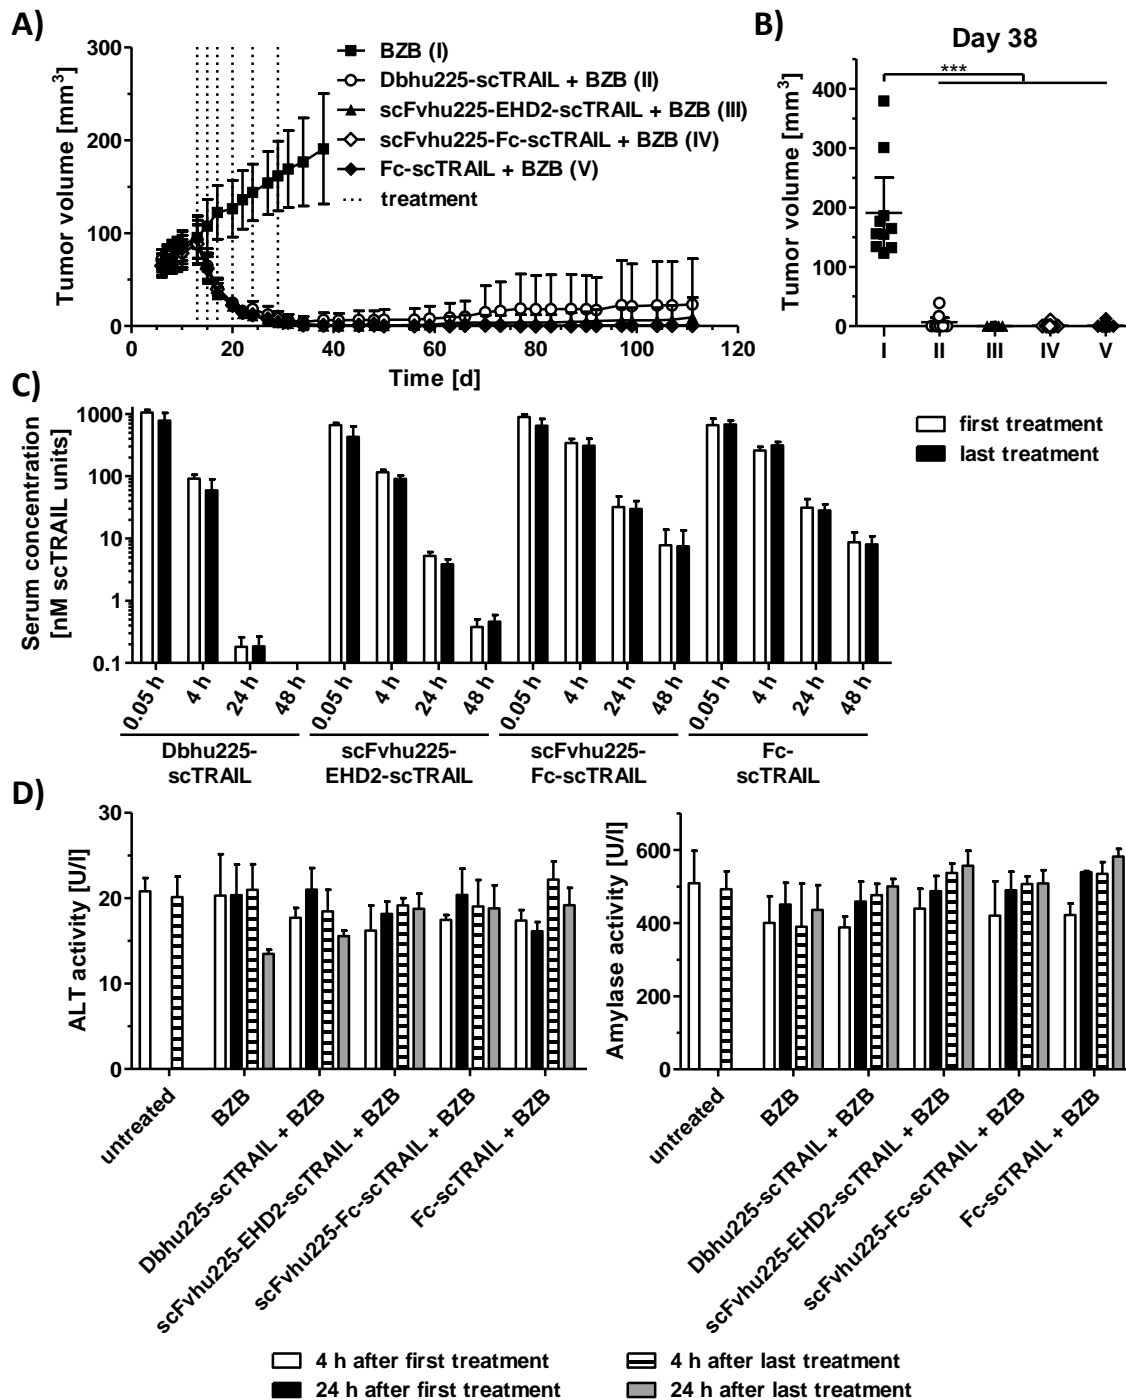 A)
300
200
100
0
Tumor volume [mm³]
0
20
40
60
80
100
120
Time [d]
BZB (I)
Dbhu225-scTRAIL + BZB (II)
scFvhu225-EHD2-scTRAIL + BZB (III)
scFvhu225-Fc-scTRAIL + BZB (IV)
Fc-scTRAIL + BZB (V)
treatment
B)
Day 38
***
400
300
200
100
0
Tumor volume [mm³]
I
II
III
IV
V
C)
Serum concentration
[nM scTRAIL units]
1000
100
10
1
0.1
first treatment
last treatment
0.05 h
4 h
24 h
48 h
0.05 h
4 h
24 h
48 h
0.05 h
4 h
24 h
48 h
0.05 h
4 h
24 h
48 h
Dbhu225-
scTRAIL
scFvhu225-
EHD2-scTRAIL
scFvhu225-
Fc-scTRAIL
Fc-
scTRAIL
D)
30
20
10
0
ALT activity [U/l]
untreated
BZB
Dbhu225-scTRAIL + BZB
scFvhu225-EHD2-scTRAIL + BZB
scFvhu225-Fc-scTRAIL + BZB
Fc-scTRAIL + BZB
600
400
200
0
Amylase activity [U/l]
untreated
BZB
Dbhu225-scTRAIL + BZB
scFvhu225-EHD2-scTRAIL + BZB
scFvhu225-Fc-scTRAIL + BZB
Fc-scTRAIL + BZB
4 h after first treatment
4 h after last treatment
24 h after first treatment
24 h after last treatment